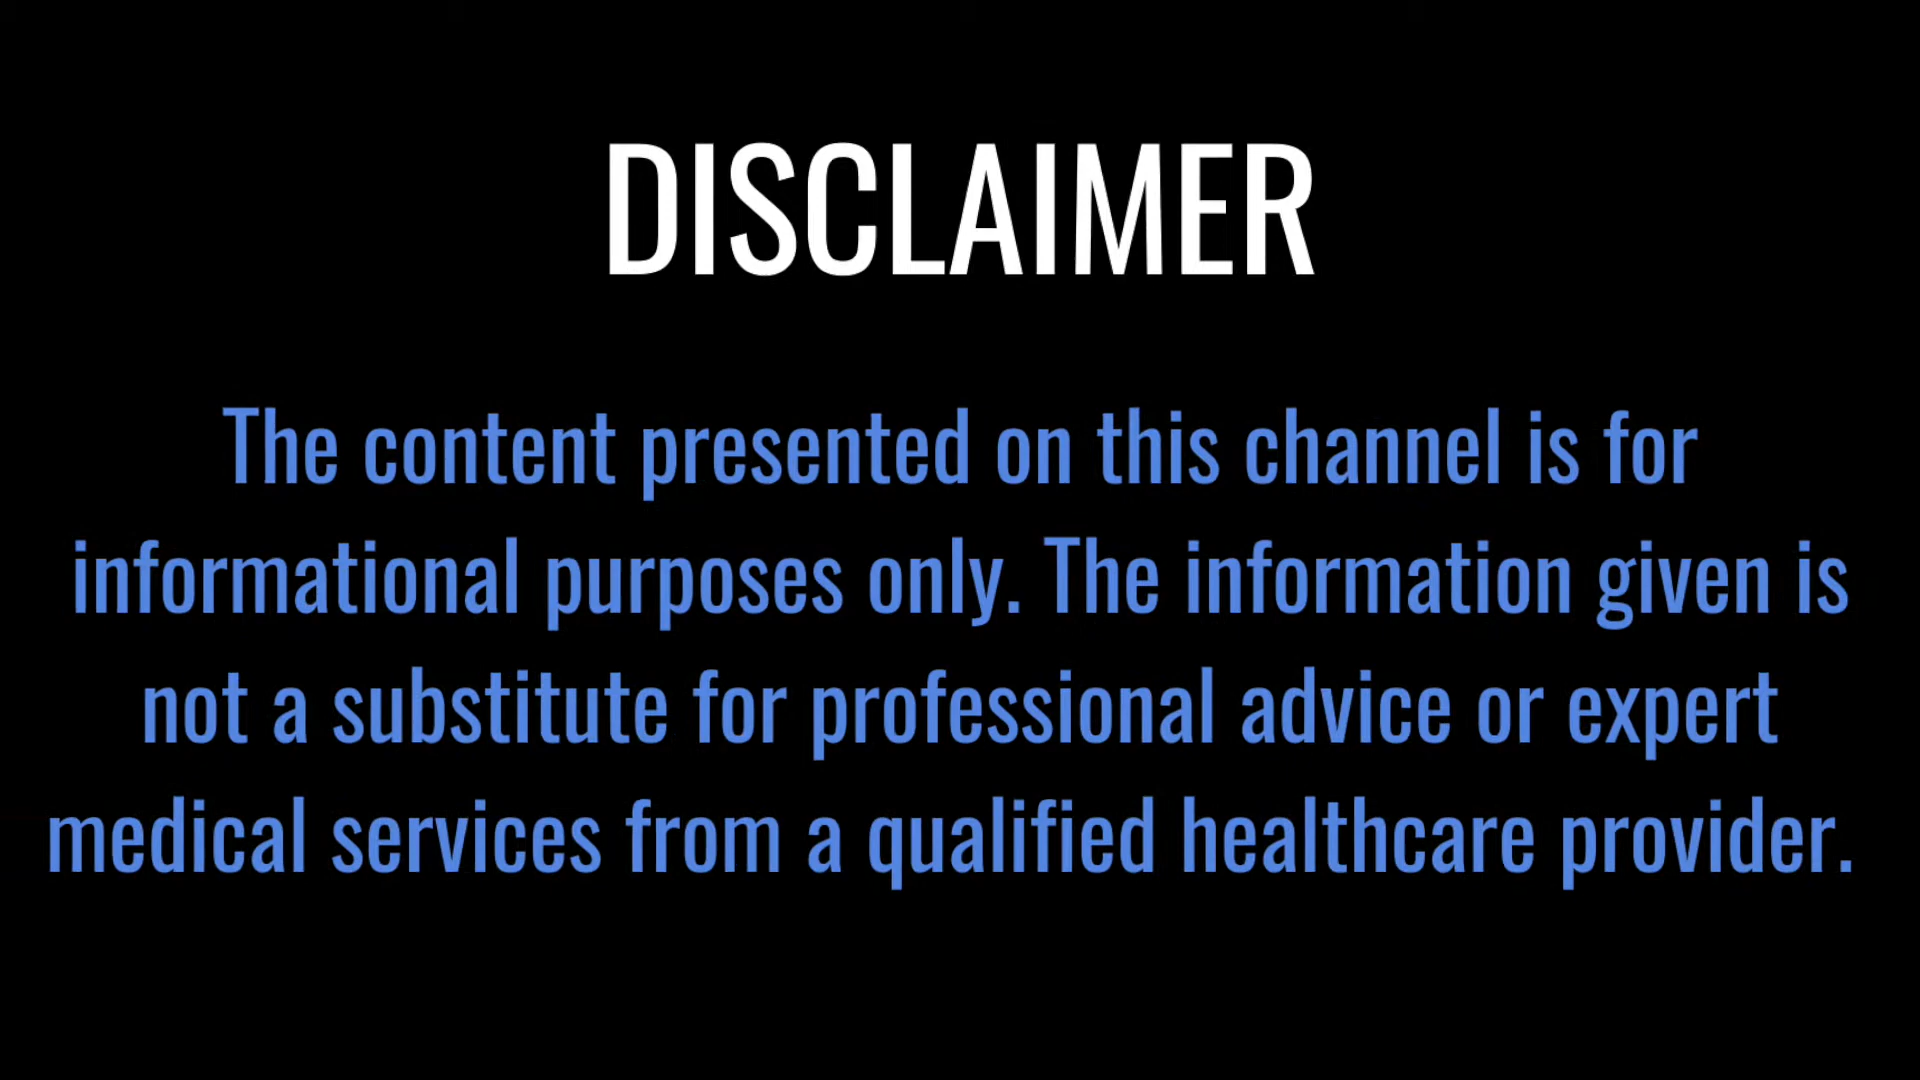 DISCLAIMER
The content presented on this channel is for
informational purposes only. The information given is
not a substitute for professional advice or expert
medical services from a qualified healthcare provider.